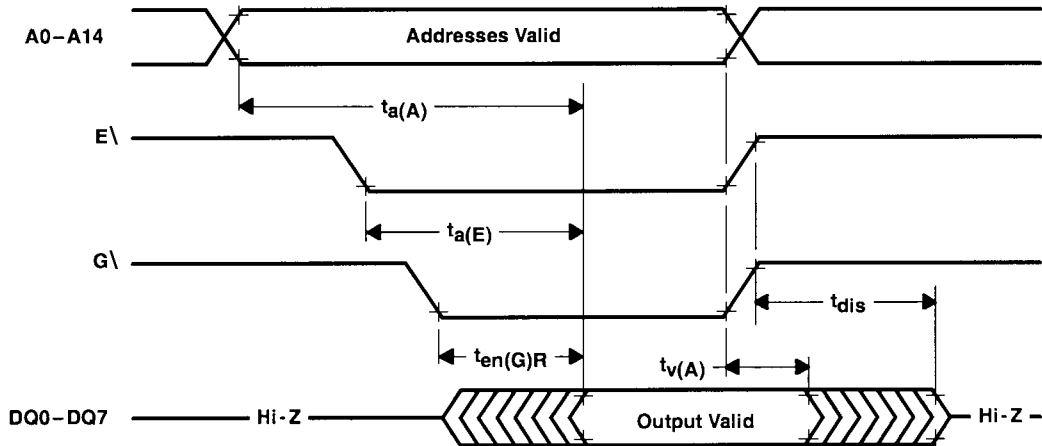 A0–A14
Addresses Valid
ta(A)
E\
ta(E)
G\
tdis
ten(G)R
tv(A)
DQ0–DQ7
Hi-Z
Output Valid
Hi-Z